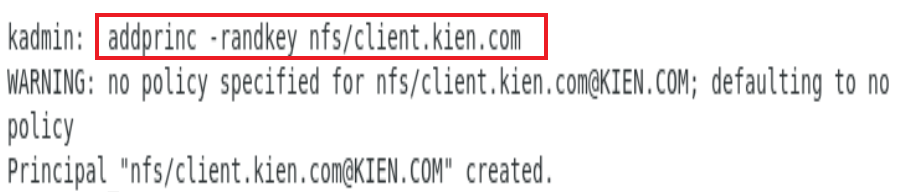 kadmin: addprinc -randkey nfs/client.kien.com
WARNING: no policy specified for nfs/client.kien.com@KIEN.COM; defaulting to no
policy
Principal "nfs/client.kien.com@KIEN.COM" created.